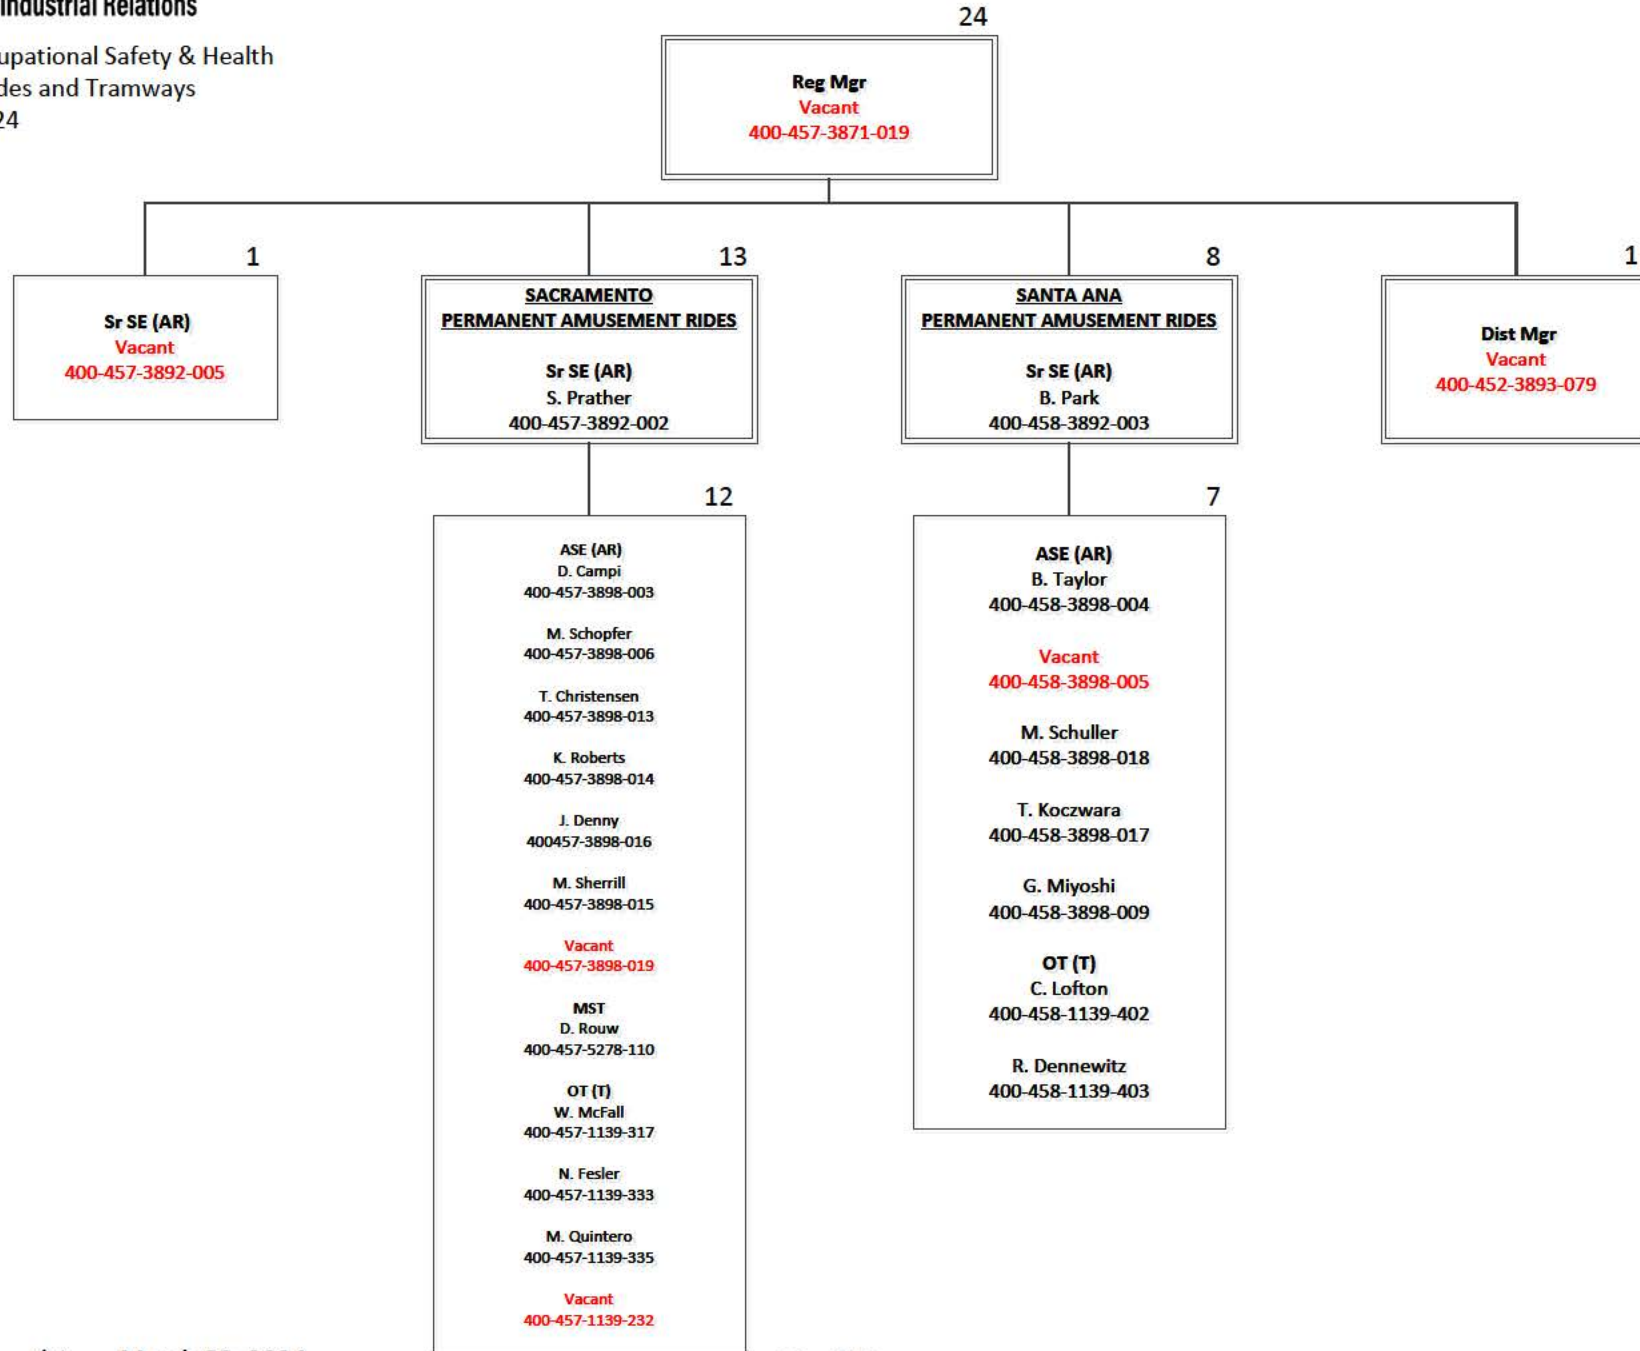 Industrial Relations
upational Safety & Health
des and Tramways
24
24
Reg Mgr
Vacant
400-457-3871-019
1
Sr SE (AR)
Vacant
400-457-3892-005
13
SACRAMENTO
PERMANENT AMUSEMENT RIDES
Sr SE (AR)
S. Prather
400-457-3892-002
8
SANTA ANA
PERMANENT AMUSEMENT RIDES
Sr SE (AR)
B. Park
400-458-3892-003
1
Dist Mgr
Vacant
400-452-3893-079
12
ASE (AR)
D. Campi
400-457-3898-003
M. Schopfer
400-457-3898-006
T. Christensen
400-457-3898-013
K. Roberts
400-457-3898-014
J. Denny
400457-3898-016
M. Sherrill
400-457-3898-015
Vacant
400-457-3898-019
MST
D. Rouw
400-457-5278-110
OT (T)
W. McFall
400-457-1139-317
N. Fesler
400-457-1139-333
M. Quintero
400-457-1139-335
Vacant
400-457-1139-232
7
ASE (AR)
B. Taylor
400-458-3898-004
Vacant
400-458-3898-005
M. Schuller
400-458-3898-018
T. Koczwara
400-458-3898-017
G. Miyoshi
400-458-3898-009
OT (T)
C. Lofton
400-458-1139-402
R. Dennewitz
400-458-1139-403